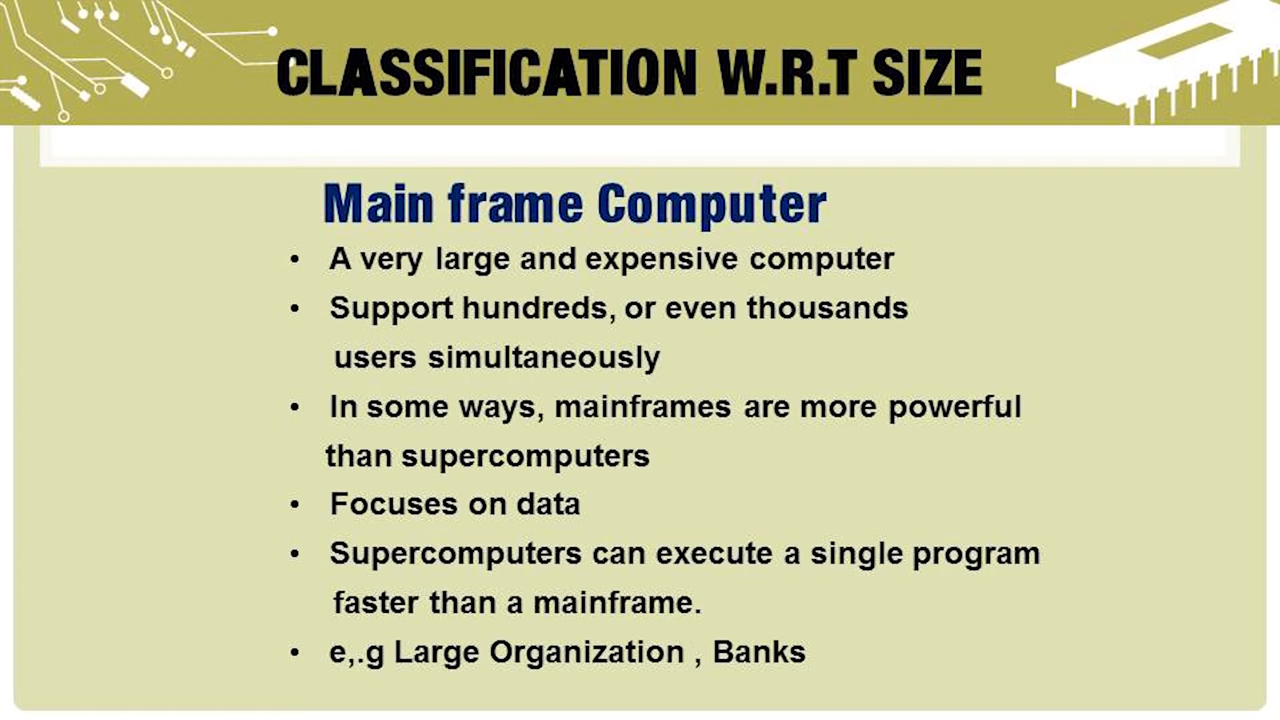 CLASSIFICATION W.R.T SIZE
Main frame Computer
• A very large and expensive computer
• Support hundreds, or even thousands
users simultaneously
• In some ways, mainframes are more powerful
than supercomputers
• Focuses on data
• Supercomputers can execute a single program
faster than a mainframe.
• e,.g Large Organization , Banks